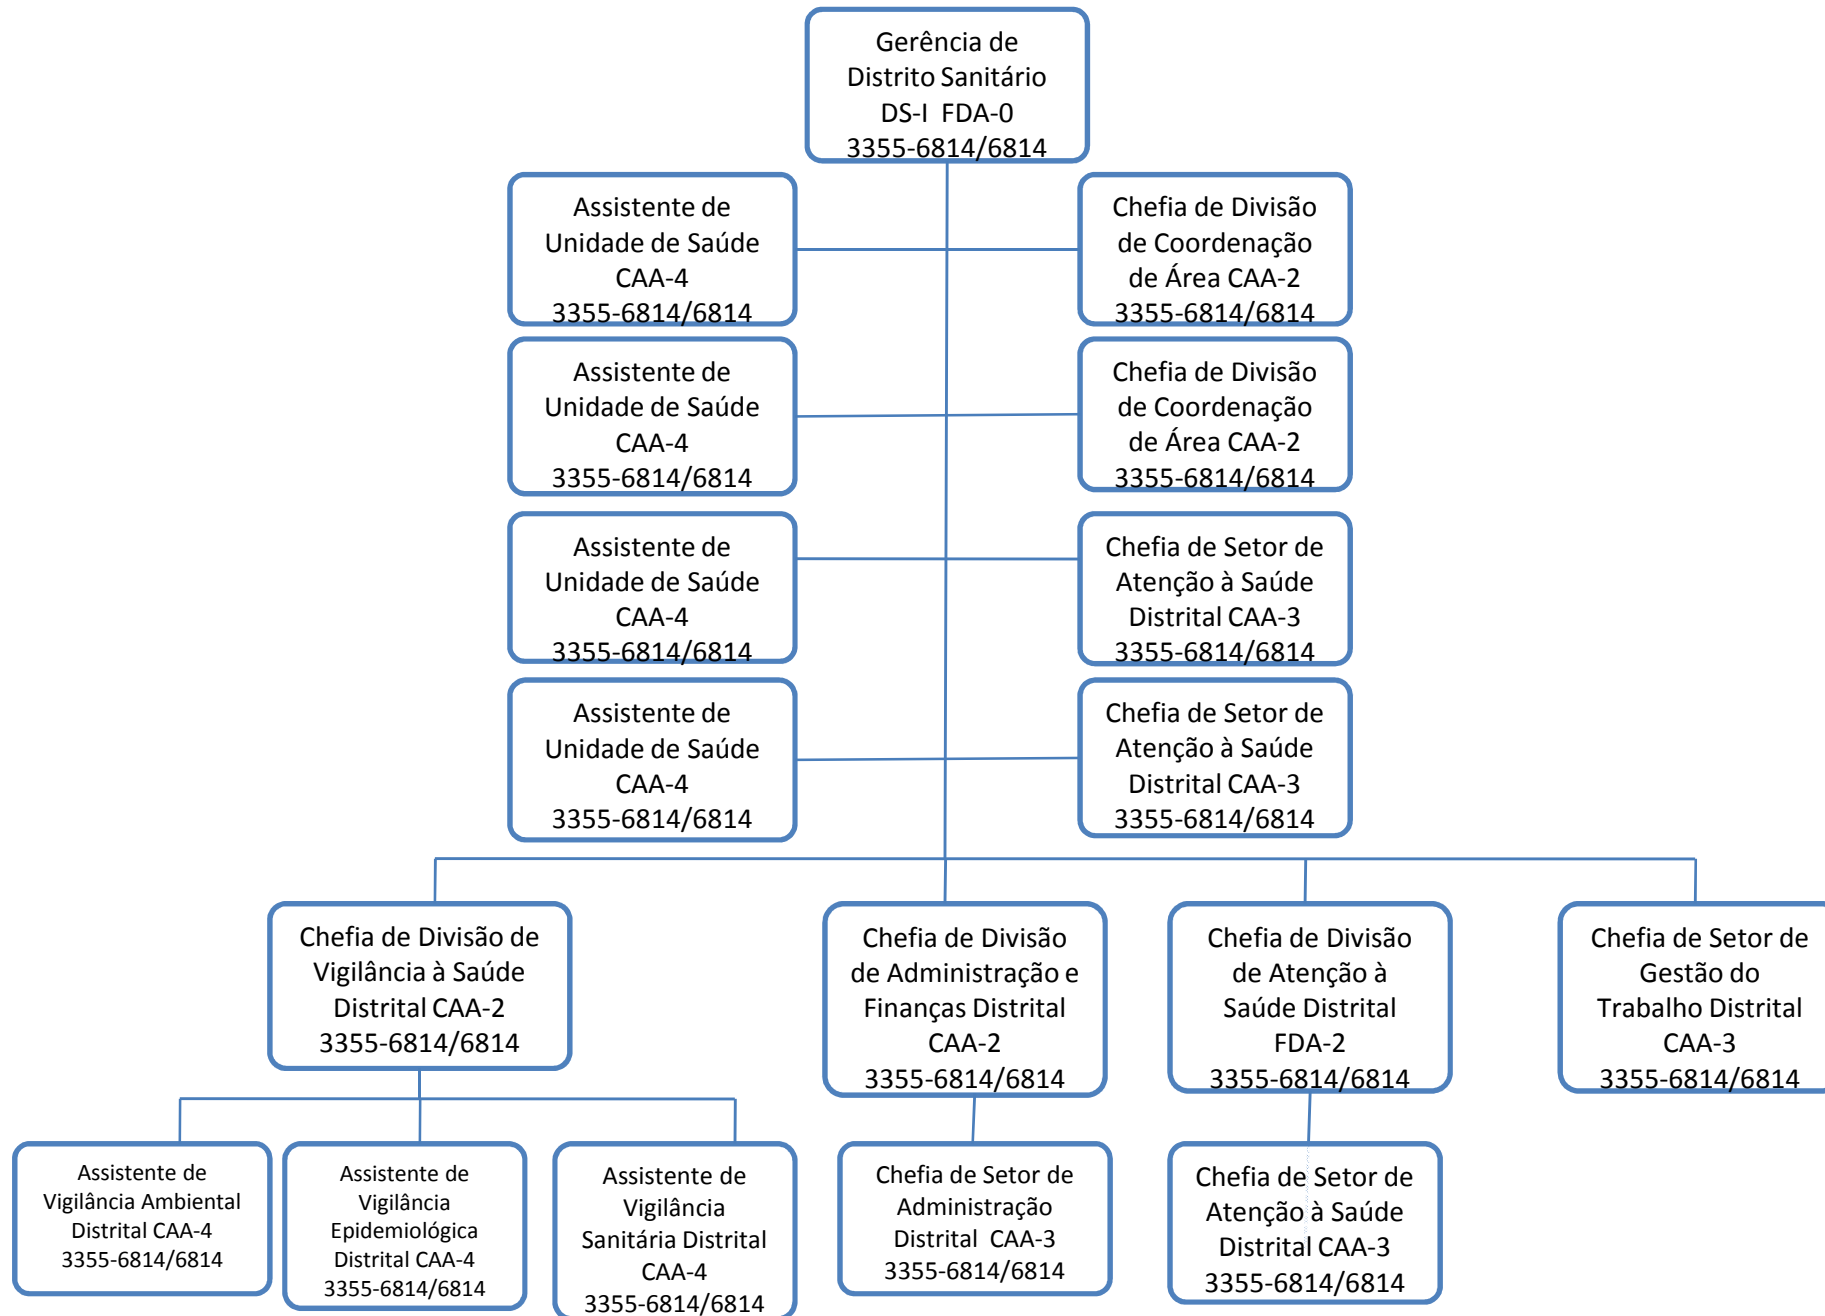 Gerência de
Distrito Sanitário
DS-I  FDA-0
3355-6814/6814
Assistente de
Unidade de Saúde
CAA-4
3355-6814/6814
Chefia de Divisão
de Coordenação
de Área CAA-2
3355-6814/6814
Assistente de
Unidade de Saúde
CAA-4
3355-6814/6814
Chefia de Divisão
de Coordenação
de Área CAA-2
3355-6814/6814
Assistente de
Unidade de Saúde
CAA-4
3355-6814/6814
Chefia de Setor de
Atenção à Saúde
Distrital CAA-3
3355-6814/6814
Assistente de
Unidade de Saúde
CAA-4
3355-6814/6814
Chefia de Setor de
Atenção à Saúde
Distrital CAA-3
3355-6814/6814
Chefia de Divisão de
Vigilância à Saúde
Distrital CAA-2
3355-6814/6814
Chefia de Divisão
de Administração e
Finanças Distrital
CAA-2
3355-6814/6814
Chefia de Divisão
de Atenção à
Saúde Distrital
FDA-2
3355-6814/6814
Chefia de Setor de
Gestão do
Trabalho Distrital
CAA-3
3355-6814/6814
Assistente de
Vigilância Ambiental
Distrital CAA-4
3355-6814/6814
Assistente de
Vigilância
Epidemiológica
Distrital CAA-4
3355-6814/6814
Assistente de
Vigilância
Sanitária Distrital
CAA-4
3355-6814/6814
Chefia de Setor de
Administração
Distrital  CAA-3
3355-6814/6814
Chefia de Setor de
Atenção à Saúde
Distrital CAA-3
3355-6814/6814